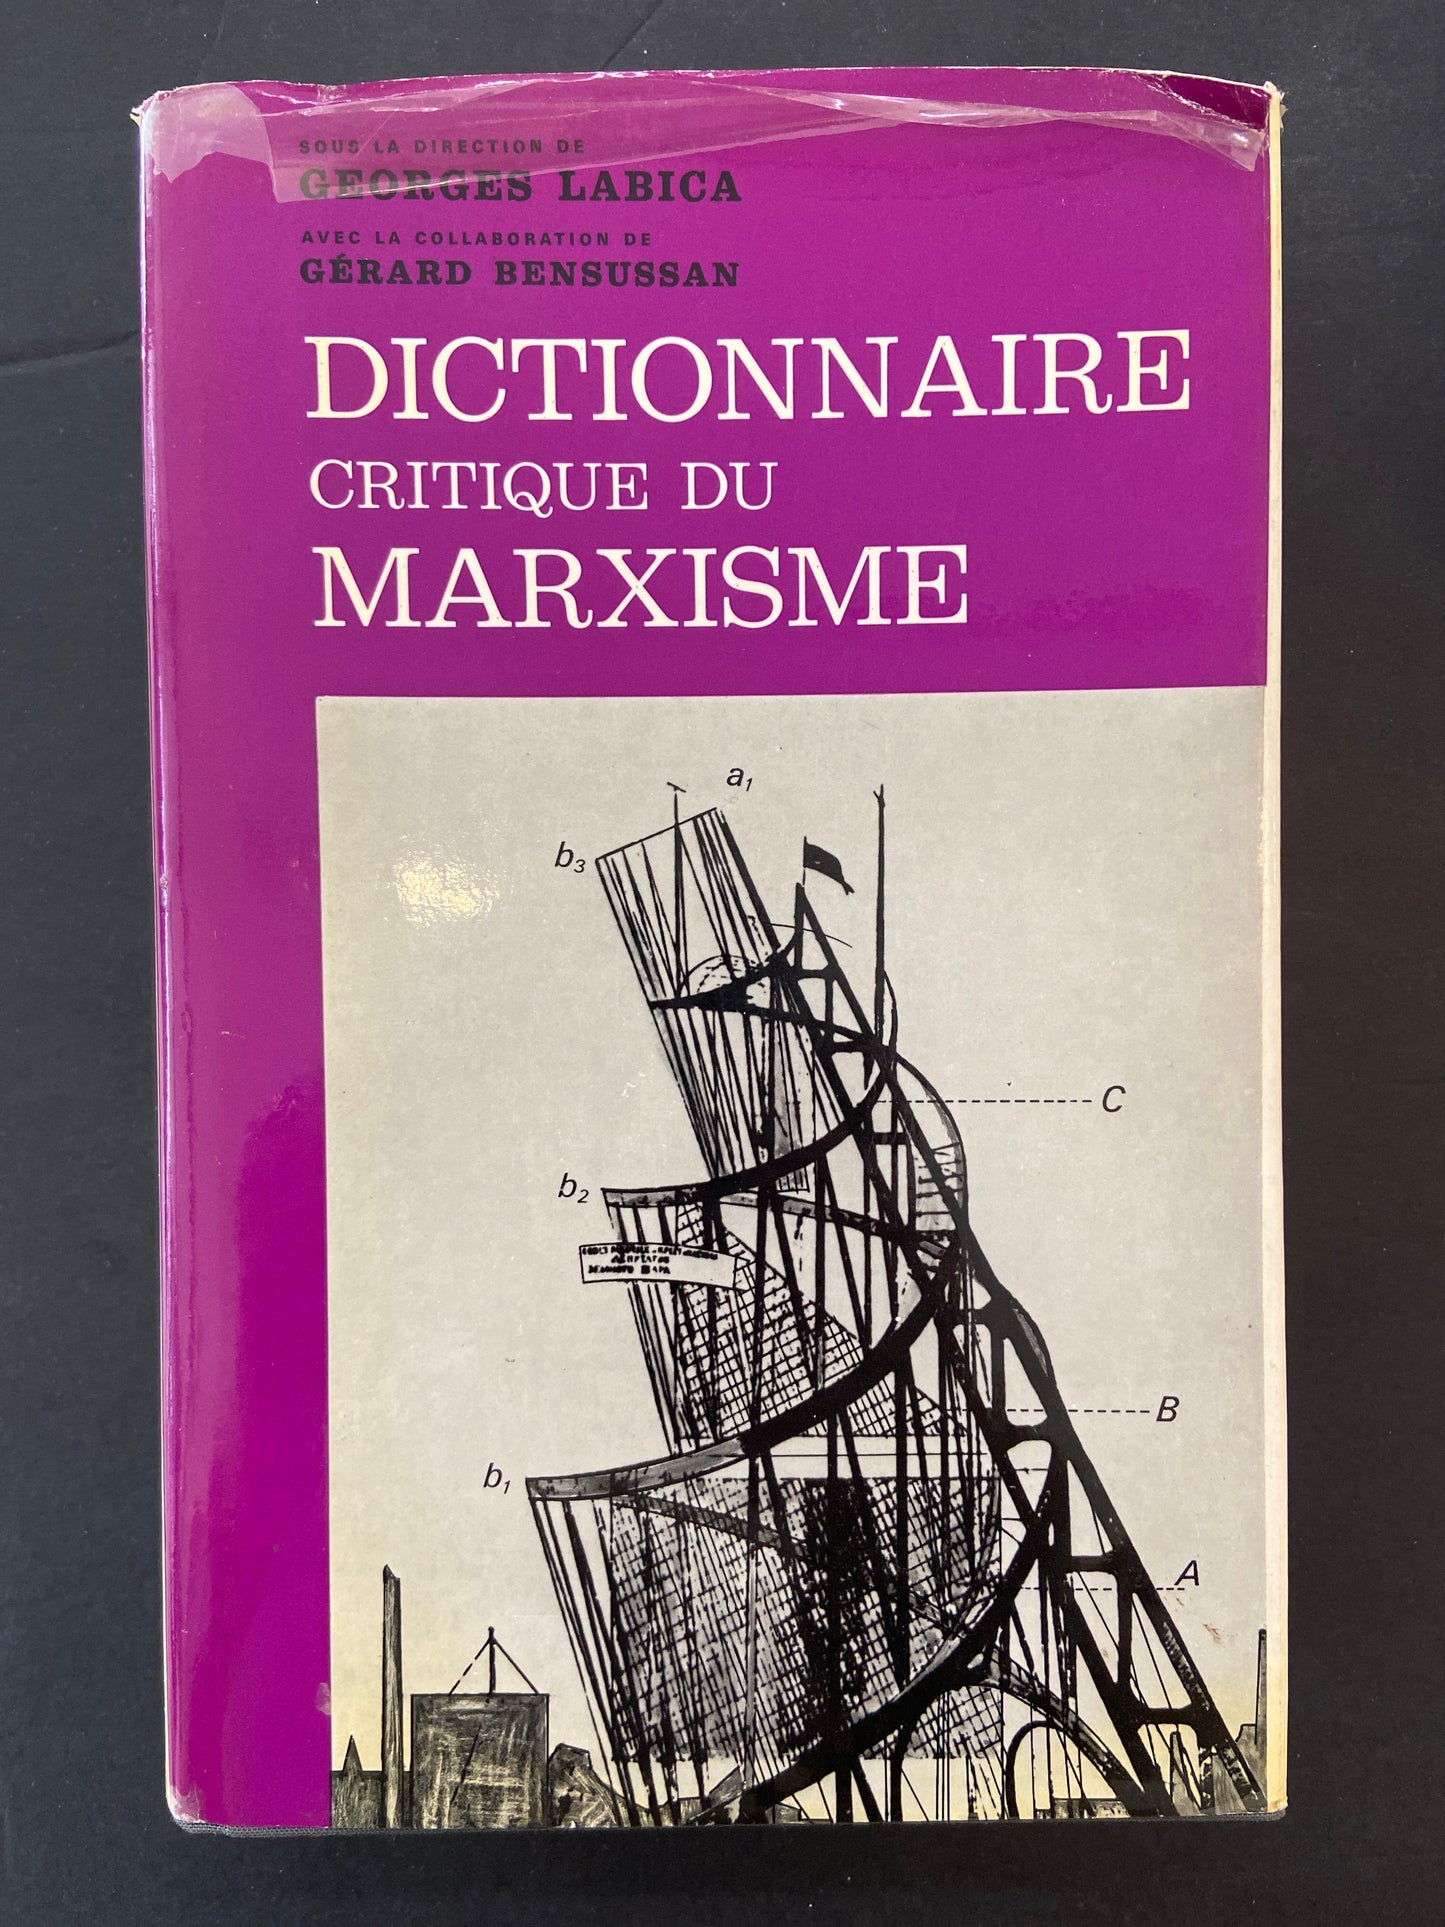 SOUS LA DIRECTION DE
GEORGES LABICA
AVEC LA COLLABORATION DE
GÉRARD BENSUSSAN
DICTIONNAIRE
CRITIQUE DU
MARXISME
a₁
b₃
C
b₂
B
b₁
A